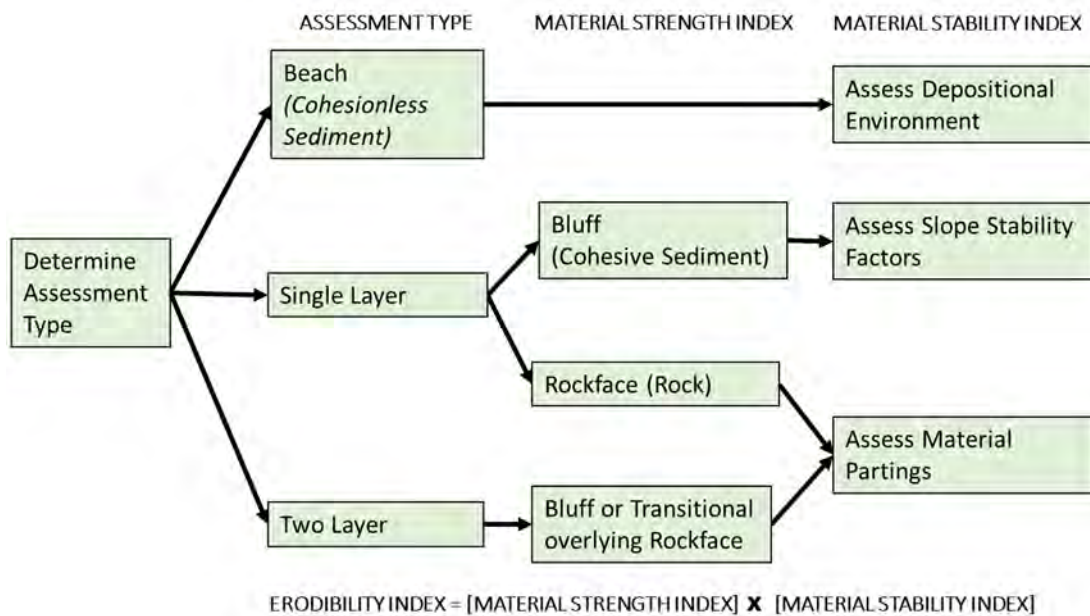 ASSESSMENT TYPE
MATERIAL STRENGTH INDEX
MATERIAL STABILITY INDEX
Determine
Assessment
Type
Beach
(Cohesionless
Sediment)
Assess Depositional
Environment
Single Layer
Bluff
(Cohesive Sediment)
Assess Slope Stability
Factors
Rockface (Rock)
Assess Material
Partings
Two Layer
Bluff or Transitional
overlying Rockface
ERODIBILITY INDEX = [MATERIAL STRENGTH INDEX] X [MATERIAL STABILITY INDEX]